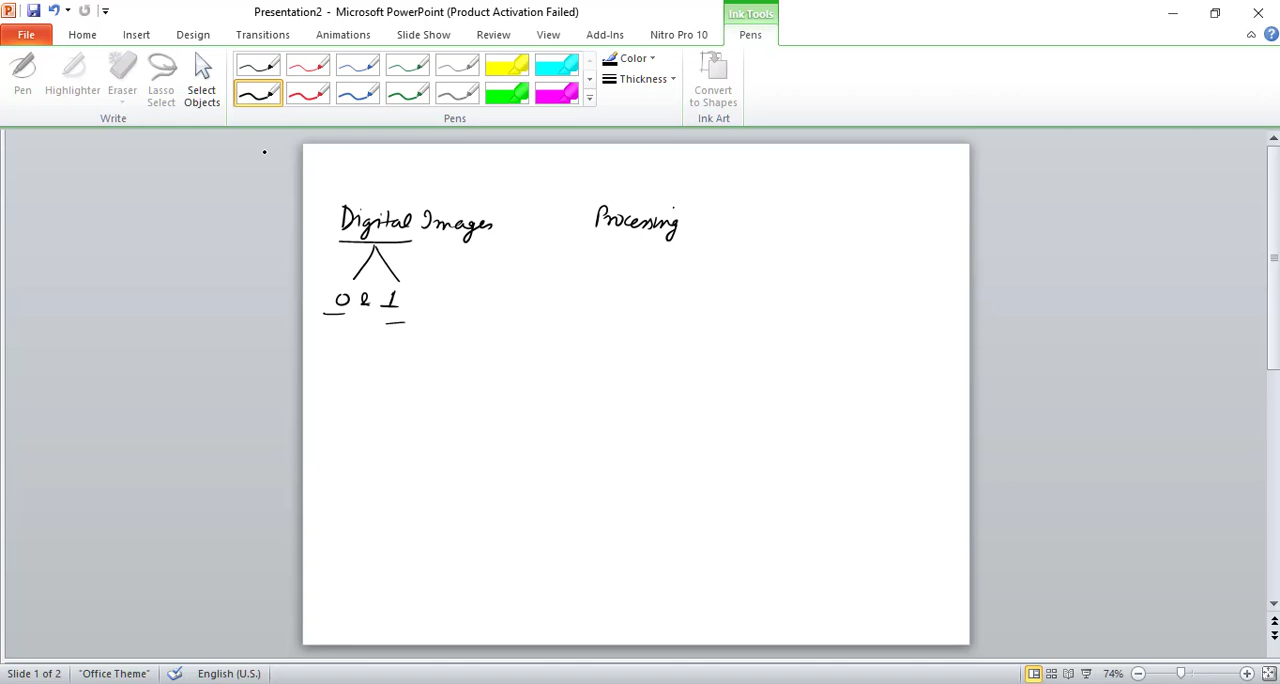 Presentation2 - Microsoft PowerPoint (Product Activation Failed)
Ink Tools
File Home Insert Design Transitions Animations Slide Show Review View Add-Ins Nitro Pro 10 Pens
Pen Highlighter Eraser Lasso Select Select Objects
Color
Thickness
Convert to Shapes
Write Pens Ink Art
Digital Images Processing
0 & 1
Slide 1 of 2 "Office Theme" English (U.S.) 74%